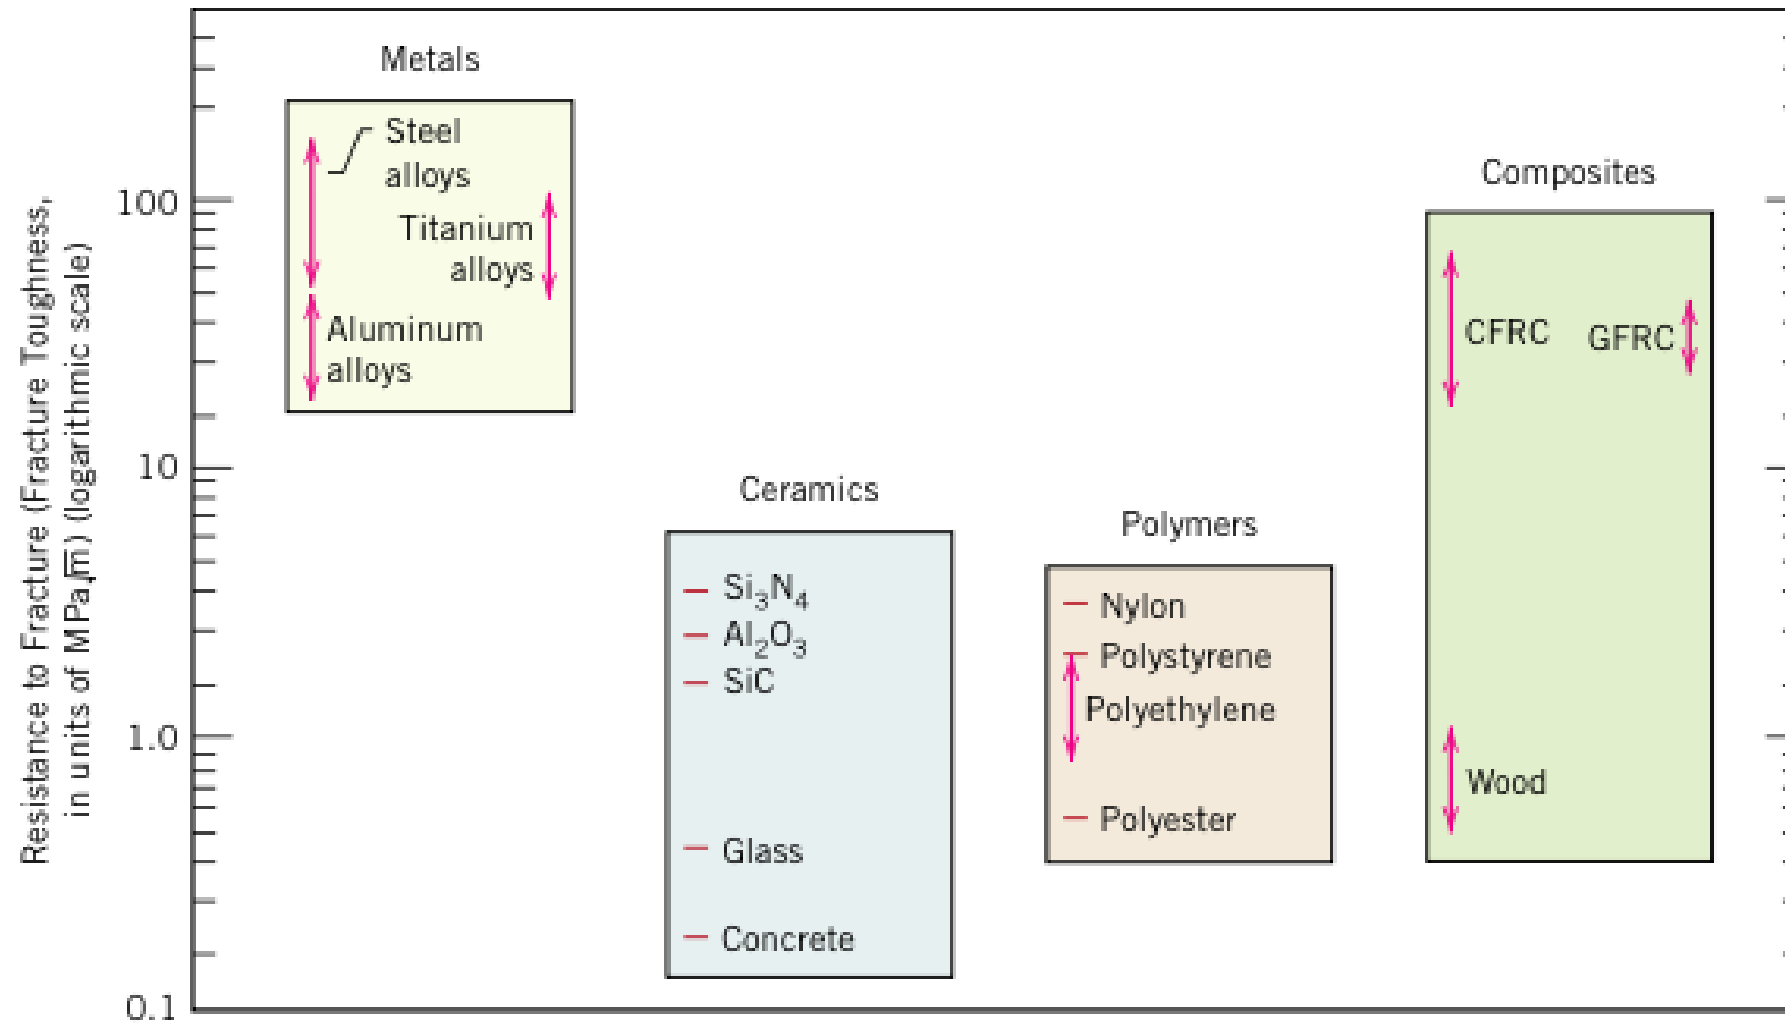 Resistance to Fracture (Fracture Toughness,
in units of MPa√m) (logarithmic scale)
100
10
1.0
0.1
Metals
Steel
alloys
Titanium
alloys
Aluminum
alloys
Ceramics
Si₃N₄
Al₂O₃
SiC
Glass
Concrete
Polymers
Nylon
Polystyrene
Polyethylene
Polyester
Composites
CFRC
GFRC
Wood